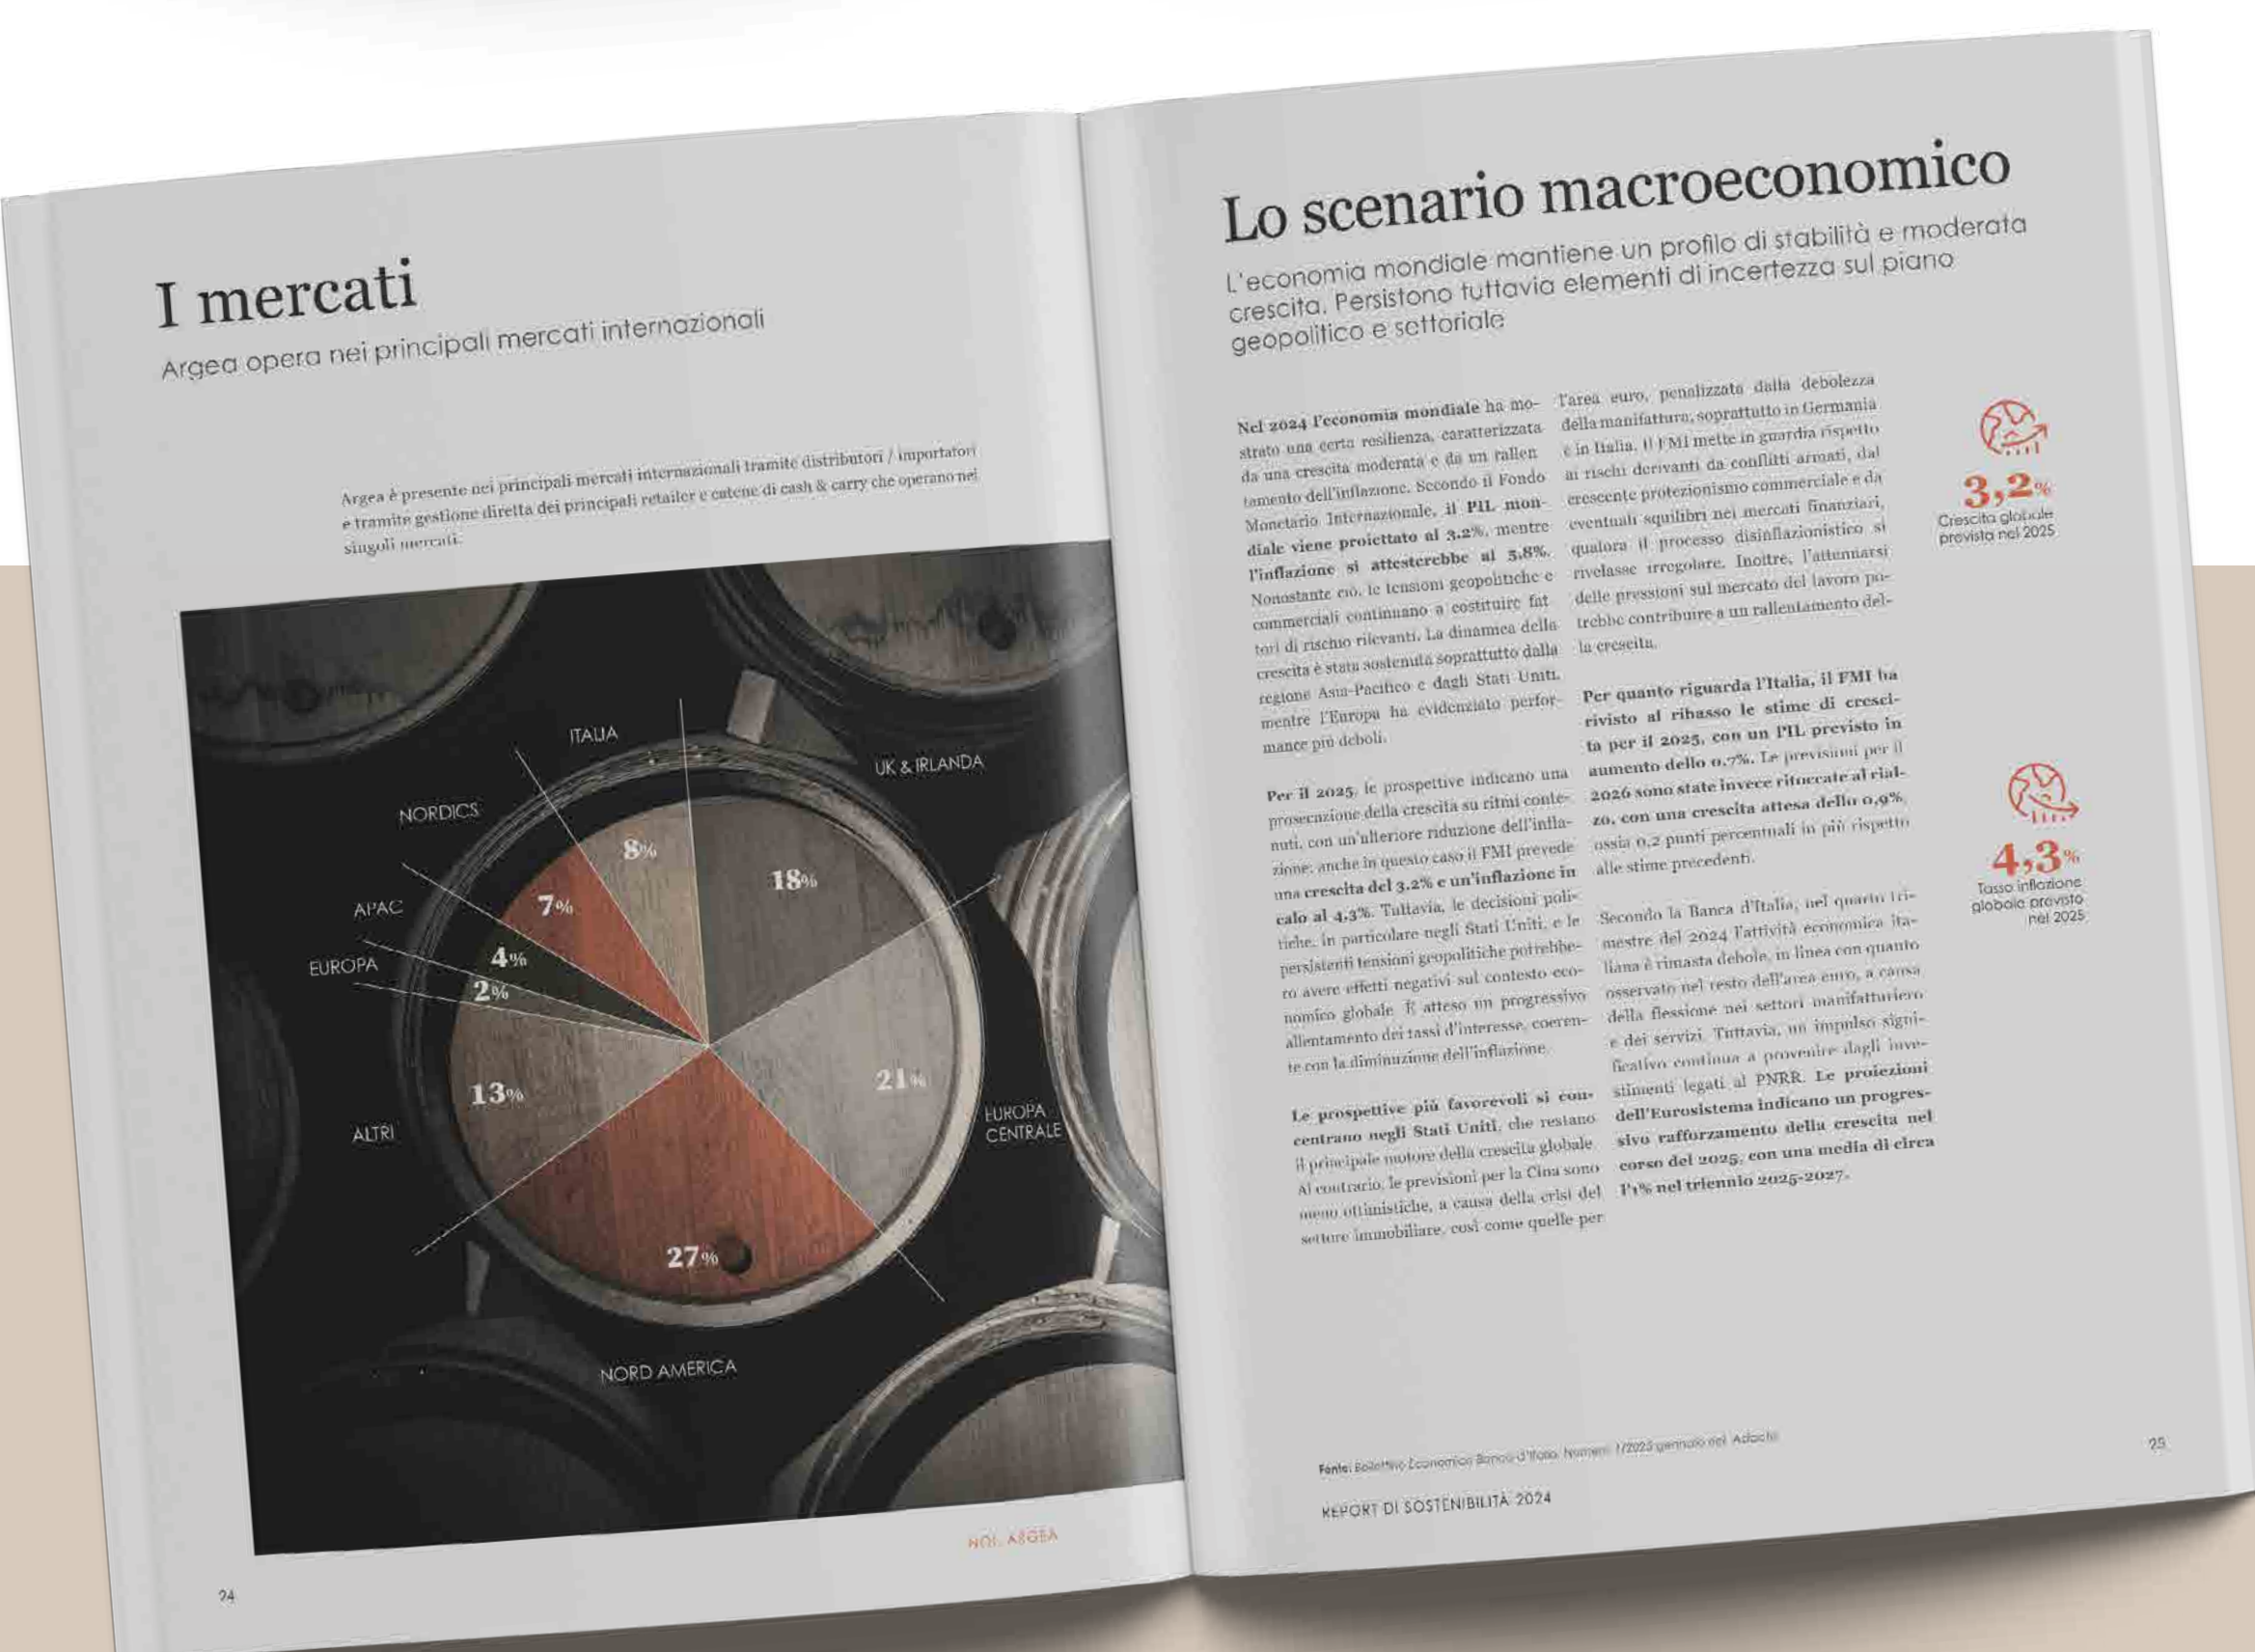 I mercati
Argea opera nei principali mercati internazionali
Argea è presente nei principali mercati internazionali tramite distributori / importatori
e tramite gestione diretta dei principali retailer e catene di cash & carry che operano nei
singoli mercati.
ITALIA
UK & IRLANDA
NORDICS
8%
18%
7%
APAC
4%
EUROPA
2%
21%
13%
EUROPA
CENTRALE
ALTRI
27%
NORD AMERICA
NOI, ARGEA
24
Lo scenario macroeconomico
L'economia mondiale mantiene un profilo di stabilità e moderata
crescita. Persistono tuttavia elementi di incertezza sul piano
geopolitico e settoriale
Nel 2024 l'economia mondiale ha mo-
strato una certa resilienza, caratterizzata
da una crescita moderata e da un rallen
tamento dell'inflazione. Secondo il Fondo
Monetario Internazionale, il PIL mon-
diale viene proiettato al 3.2%, mentre
l'inflazione si attesterebbe al 5,8%.
Nonostante ciò, le tensioni geopolitiche e
commerciali continuano a costituire fat
tori di rischio rilevanti. La dinamica della
crescita è stata sostenuta soprattutto dalla
regione Asia-Pacifico e dagli Stati Uniti,
mentre l'Europa ha evidenziato perfor-
mance più deboli.
Per il 2025, le prospettive indicano una
prosecuzione della crescita su ritmi conte-
nuti, con un'ulteriore riduzione dell'infla-
zione: anche in questo caso il FMI prevede
una crescita del 3.2% e un'inflazione in
calo al 4,3%. Tuttavia, le decisioni poli-
tiche, in particolare negli Stati Uniti, e le
persistenti tensioni geopolitiche potrebbe-
ro avere effetti negativi sul contesto eco-
nomico globale. È atteso un progressivo
allentamento dei tassi d'interesse, coeren-
te con la diminuzione dell'inflazione.
Le prospettive più favorevoli si con-
centrano negli Stati Uniti, che restano
il principale motore della crescita globale.
Al contrario, le previsioni per la Cina sono
meno ottimistiche, a causa della crisi del
settore immobiliare, così come quelle per
l'area euro, penalizzata dalla debolezza
della manifattura, soprattutto in Germania
e in Italia. Il FMI mette in guardia rispetto
ai rischi derivanti da conflitti armati, dal
crescente protezionismo commerciale e da
eventuali squilibri nei mercati finanziari,
qualora il processo disinflazionistico si
rivelasse irregolare. Inoltre, l'attenuarsi
delle pressioni sul mercato del lavoro po-
trebbe contribuire a un rallentamento del-
la crescita.
Per quanto riguarda l'Italia, il FMI ha
rivisto al ribasso le stime di cresci-
ta per il 2025, con un PIL previsto in
aumento dello 0,7%. Le previsioni per il
2026 sono state invece ritoccate al rial-
zo, con una crescita attesa dello 0,9%,
ossia 0,2 punti percentuali in più rispetto
alle stime precedenti.
Secondo la Banca d'Italia, nel quarto tri-
mestre del 2024 l'attività economica ita-
liana è rimasta debole, in linea con quanto
osservato nel resto dell'area euro, a causa
della flessione nei settori manifatturiero
e dei servizi. Tuttavia, un impulso signi-
ficativo continua a provenire dagli inve-
stimenti legati al PNRR. Le proiezioni
dell'Eurosistema indicano un progres-
sivo rafforzamento della crescita nel
corso del 2025, con una media di circa
l'1% nel triennio 2025-2027.
3,2%
Crescita globale
prevista nel 2025
4,3%
Tasso inflazione
globale previsto
nel 2025
Fonte: Bollettino Economico Banca d'Italia, Numero 1/2025 gennaio
REPORT DI SOSTENIBILITÀ 2024
25